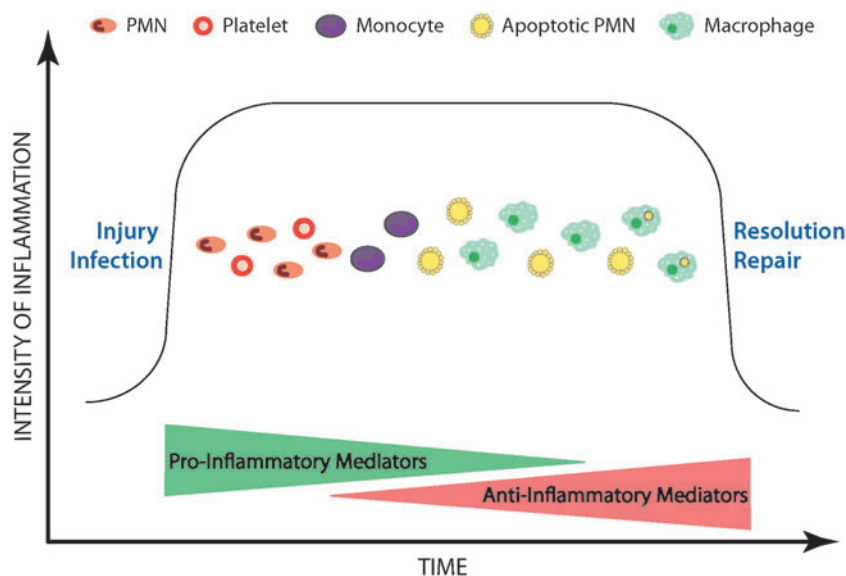 PMN Platelet Monocyte Apoptotic PMN Macrophage
INTENSITY OF INFLAMMATION
Injury
Infection
Resolution
Repair
Pro-Inflammatory Mediators
Anti-Inflammatory Mediators
TIME